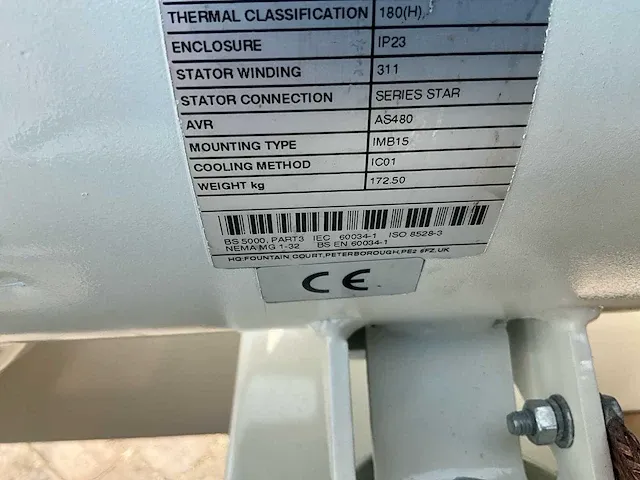 THERMAL CLASSIFICATION 180(H),
ENCLOSURE IP23
STATOR WINDING 311
STATOR CONNECTION SERIES STAR
AVR AS480
MOUNTING TYPE IMB15
COOLING METHOD IC01
WEIGHT kg 172.50
BS 5000, PART3 IEC 60034-1 ISO 8528-3
NEMA MG 1-32 BS EN 60034-1
HQ:FOUNTAIN COURT,PETERBOROUGH,PE2 6FZ,UK
CE